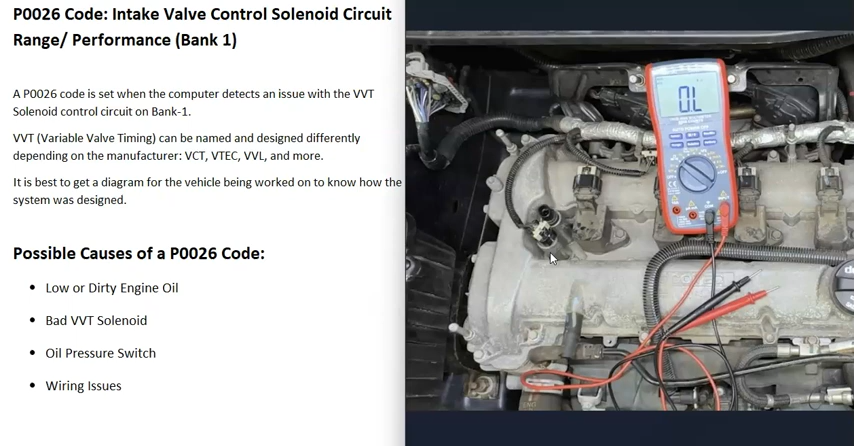 P0026 Code: Intake Valve Control Solenoid Circuit
Range/ Performance (Bank 1)
A P0026 code is set when the computer detects an issue with the VVT
Solenoid control circuit on Bank-1.
VVT (Variable Valve Timing) can be named and designed differently
depending on the manufacturer: VCT, VTEC, VVL, and more.
It is best to get a diagram for the vehicle being worked on to know how the
system was designed.
Possible Causes of a P0026 Code:
• Low or Dirty Engine Oil
• Bad VVT Solenoid
• Oil Pressure Switch
• Wiring Issues
0L